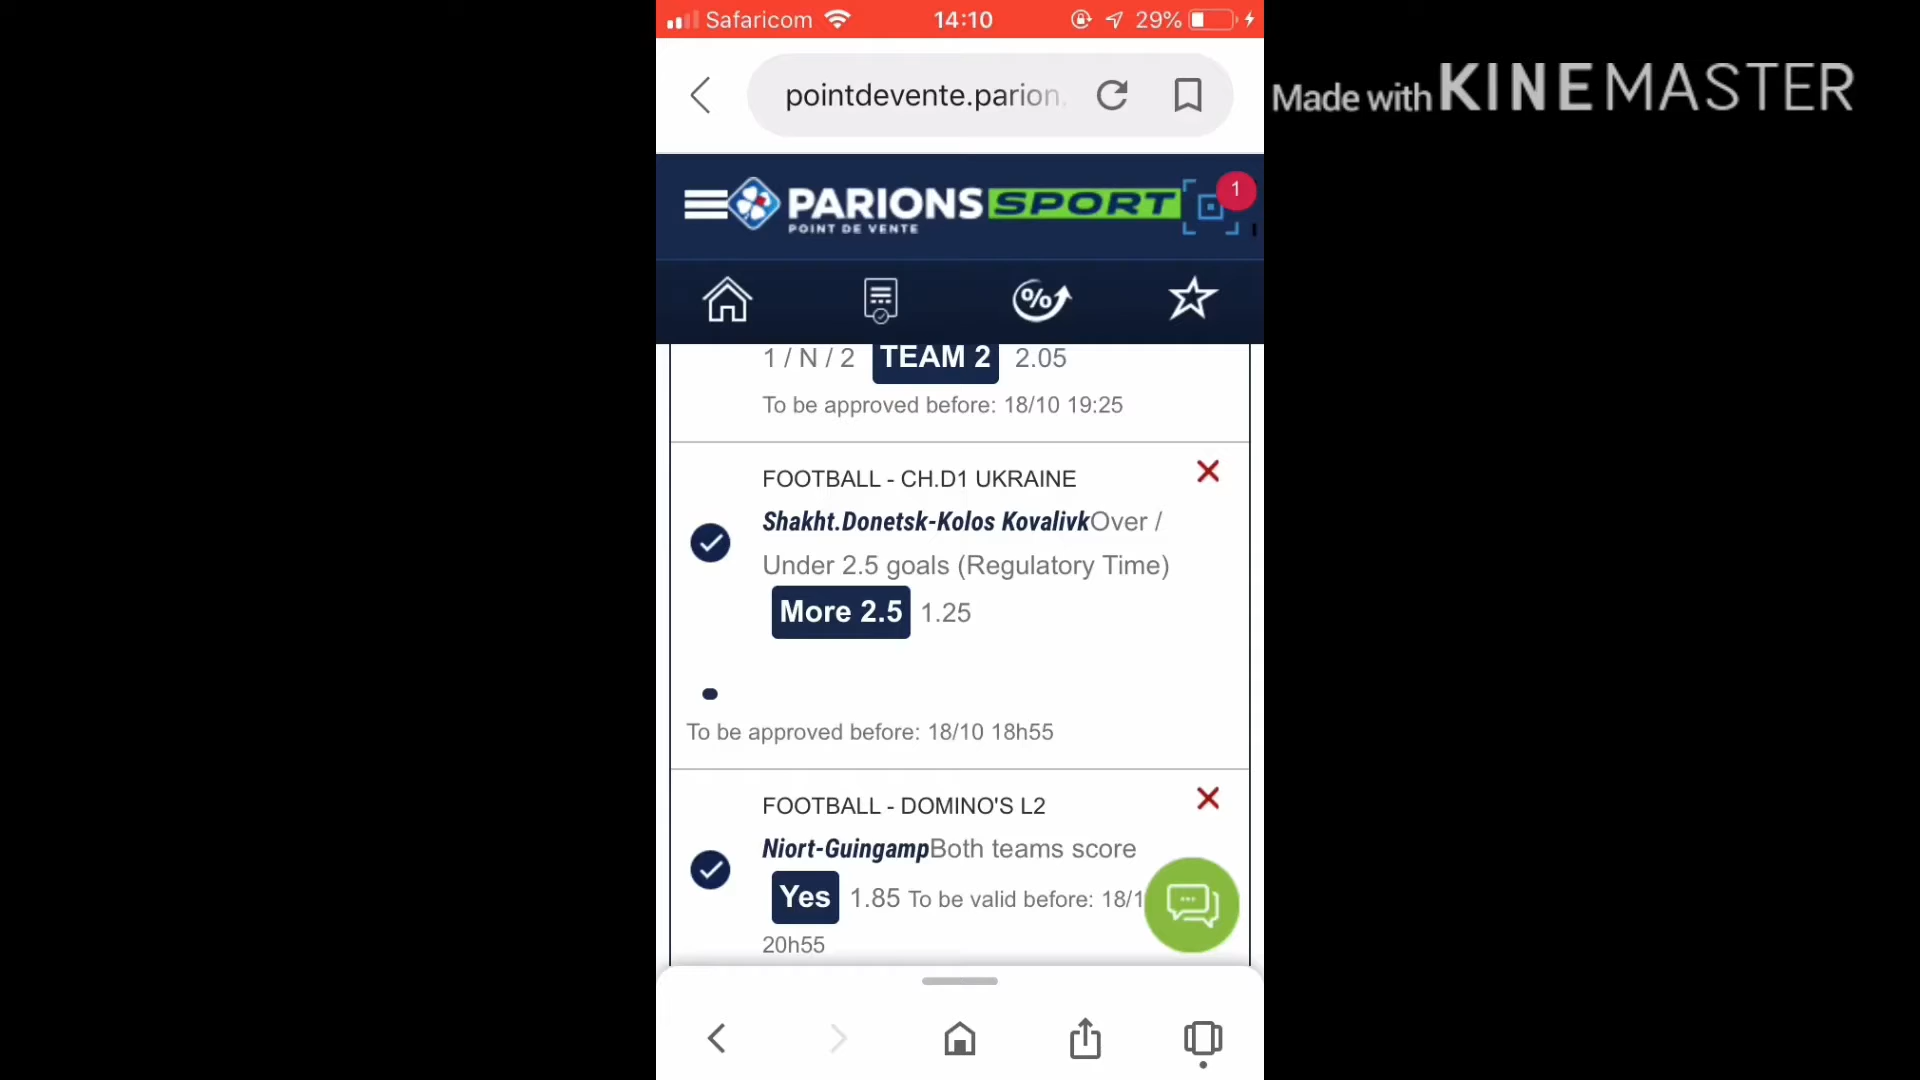 Safaricom 14:10 29%
pointdevente.parion.
Made with KINEMASTER
PARIONS SPORT 1
POINT DE VENTE
%
1 / N / 2 TEAM 2 2.05
To be approved before: 18/10 19:25
FOOTBALL - CH.D1 UKRAINE
Shakht.Donetsk-Kolos KovalivkOver /
Under 2.5 goals (Regulatory Time)
More 2.5 1.25
To be approved before: 18/10 18h55
FOOTBALL - DOMINO'S L2
Niort-GuingampBoth teams score
Yes 1.85 To be valid before: 18/1
20h55